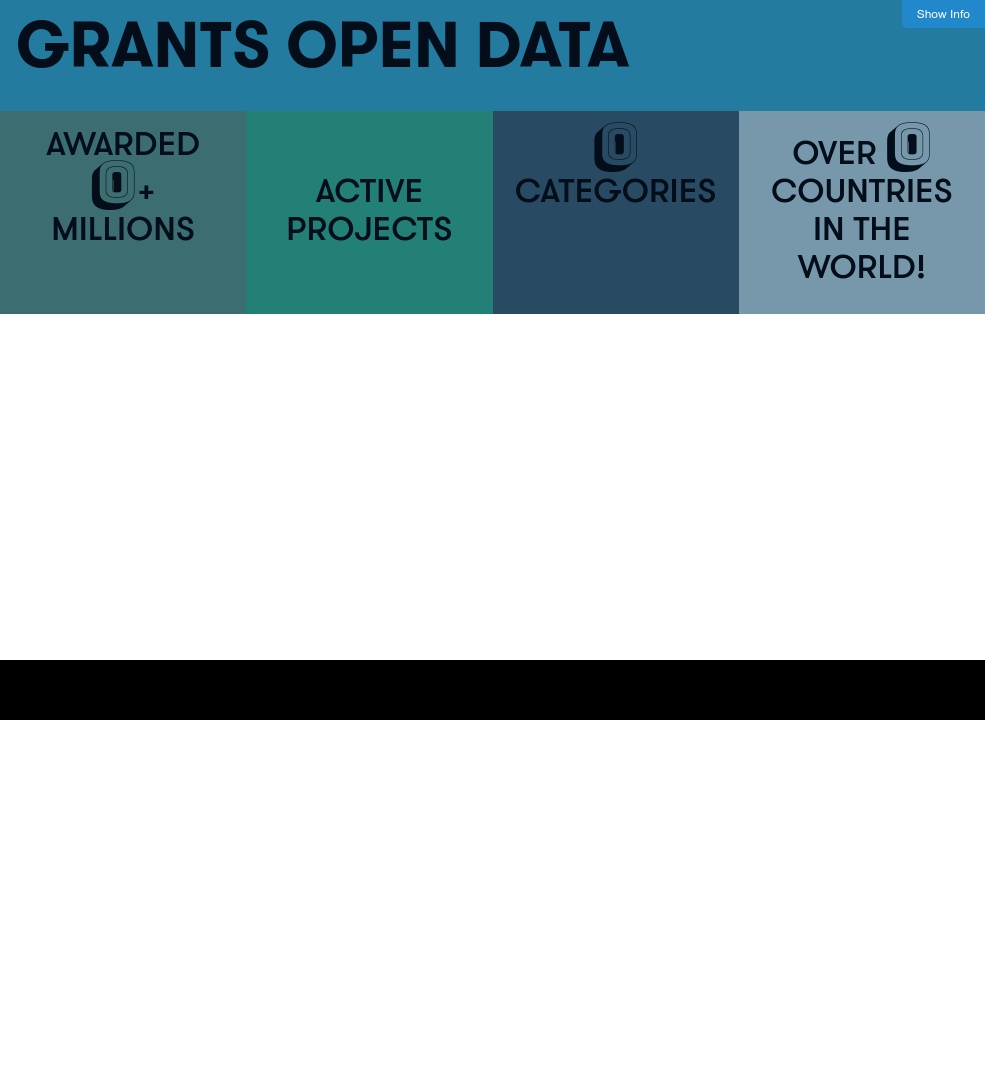 Show Info
GRANTS OPEN DATA
AWARDED
0+
MILLIONS
ACTIVE
PROJECTS
0
CATEGORIES
OVER 0
COUNTRIES
IN THE
WORLD!